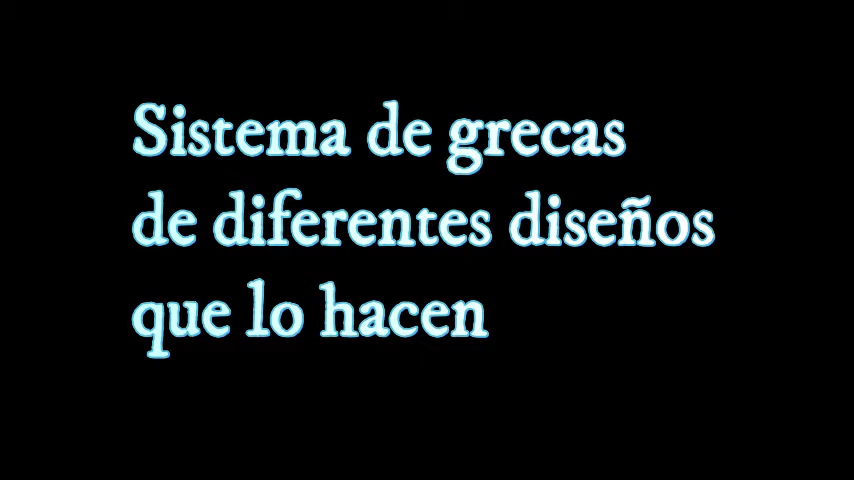 Sistema de grecas
de diferentes diseños
que lo hacen